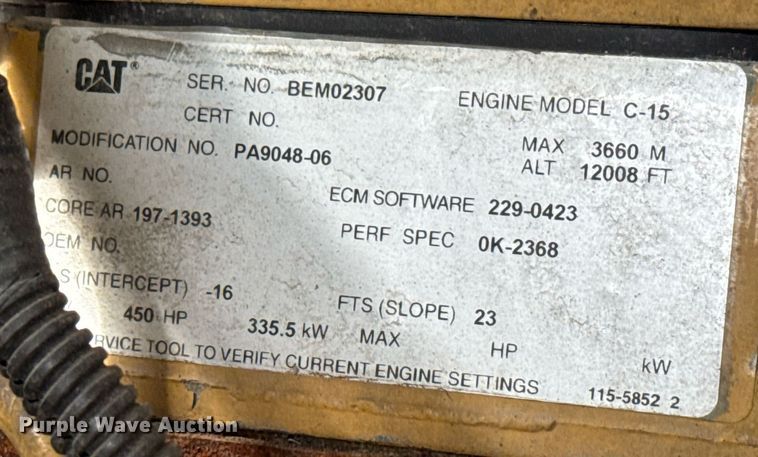 CAT® SER. NO. BEM02307 ENGINE MODEL C-15
CERT NO. MAX 3660 M
MODIFICATION NO. PA9048-06 ALT 12008 FT
AR NO. ECM SOFTWARE 229-0423
CORE AR 197-1393 PERF SPEC 0K-2368
OEM NO.
S (INTERCEPT) -16 FTS (SLOPE) 23
450 HP 335.5 kW MAX HP kW
RVICE TOOL TO VERIFY CURRENT ENGINE SETTINGS 115-5852 2
Purple Wave Auction